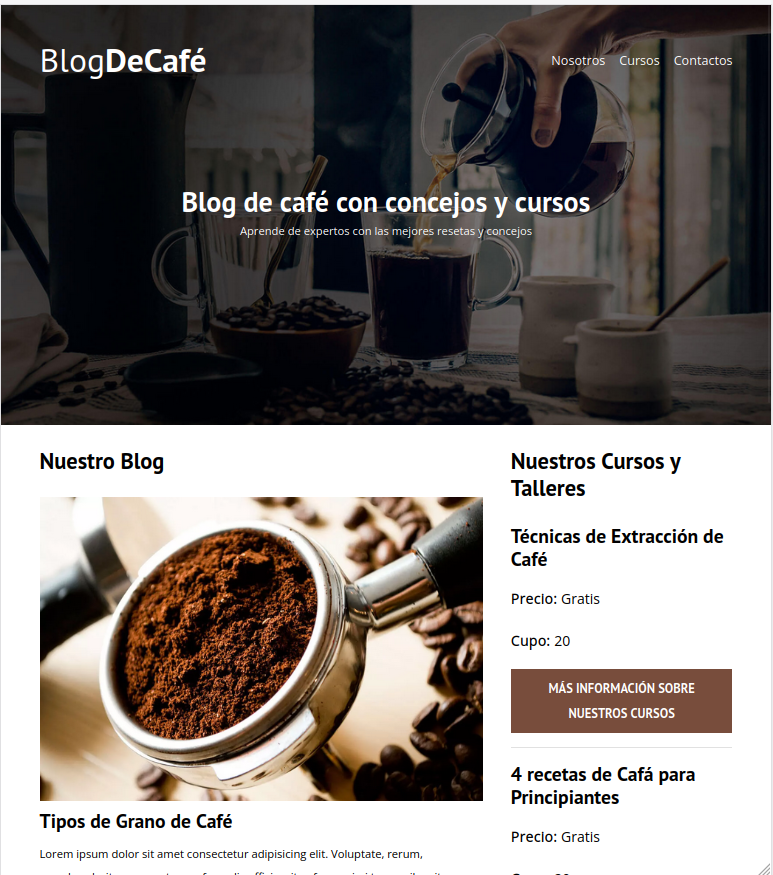 BlogDeCafé
Nosotros Cursos Contactos
Blog de café con concejos y cursos
Aprende de expertos con las mejores resetas y concejos
Nuestro Blog
Tipos de Grano de Café
Lorem ipsum dolor sit amet consectetur adipisicing elit. Voluptate, rerum,
Nuestros Cursos y
Talleres
Técnicas de Extracción de
Café
Precio: Gratis
Cupo: 20
MÁS INFORMACIÓN SOBRE
NUESTROS CURSOS
4 recetas de Cafá para
Principiantes
Precio: Gratis